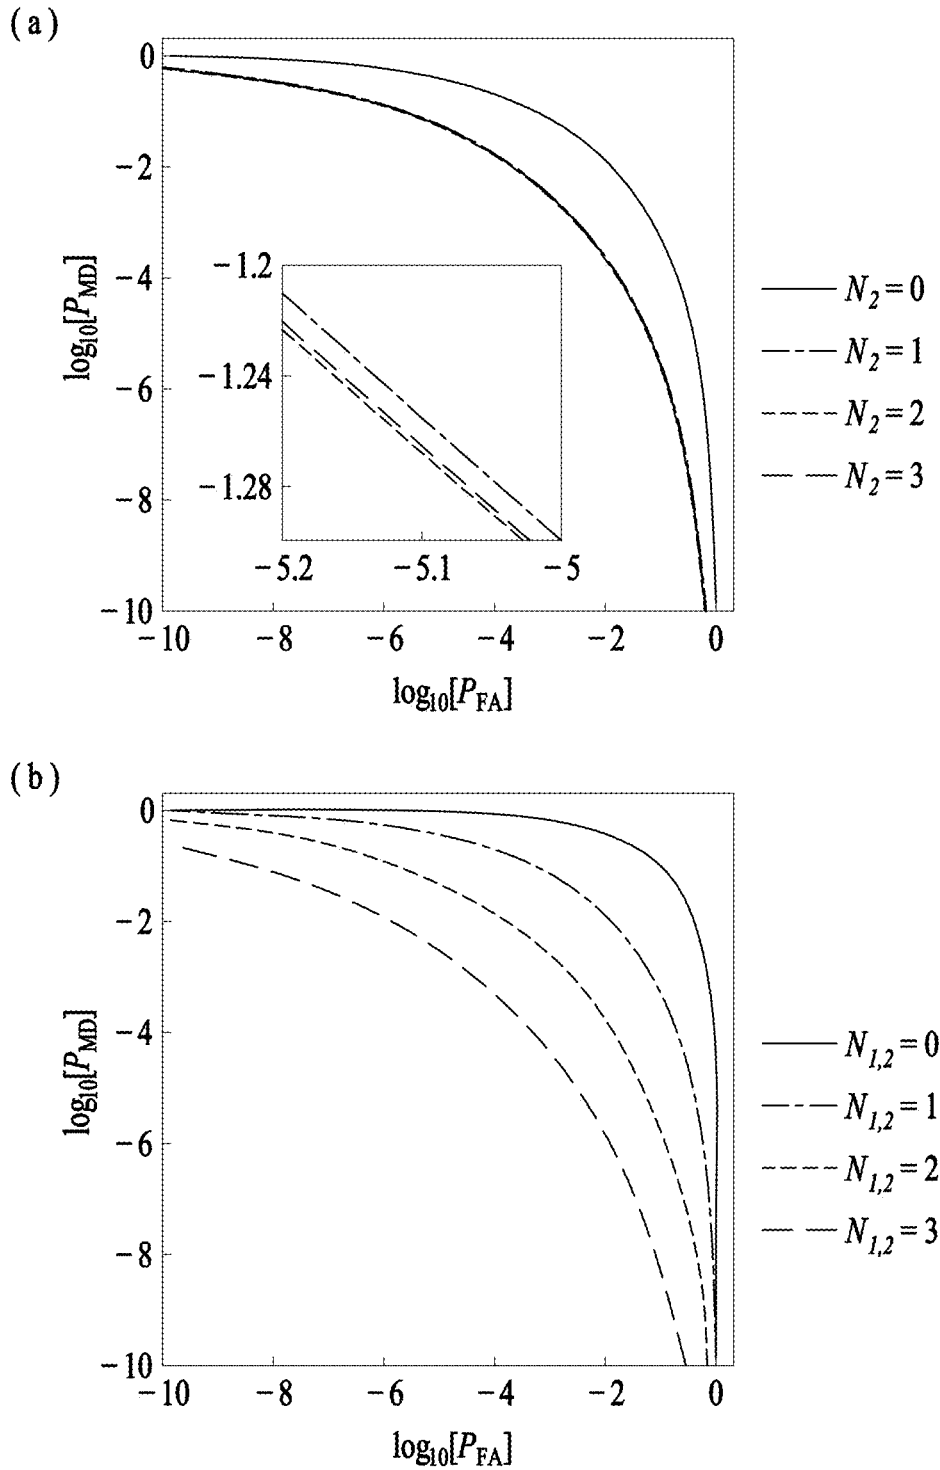 (a)
0
−2
−4
−6
−8
−10
log10[PMD]
−1.2
−1.24
−1.28
−5.2 −5.1 −5
−10 −8 −6 −4 −2 0
log10[PFA]
N2=0
N2=1
N2=2
N2=3
(b)
0
−2
−4
−6
−8
−10
log10[PMD]
−10 −8 −6 −4 −2 0
log10[PFA]
N1,2=0
N1,2=1
N1,2=2
N1,2=3